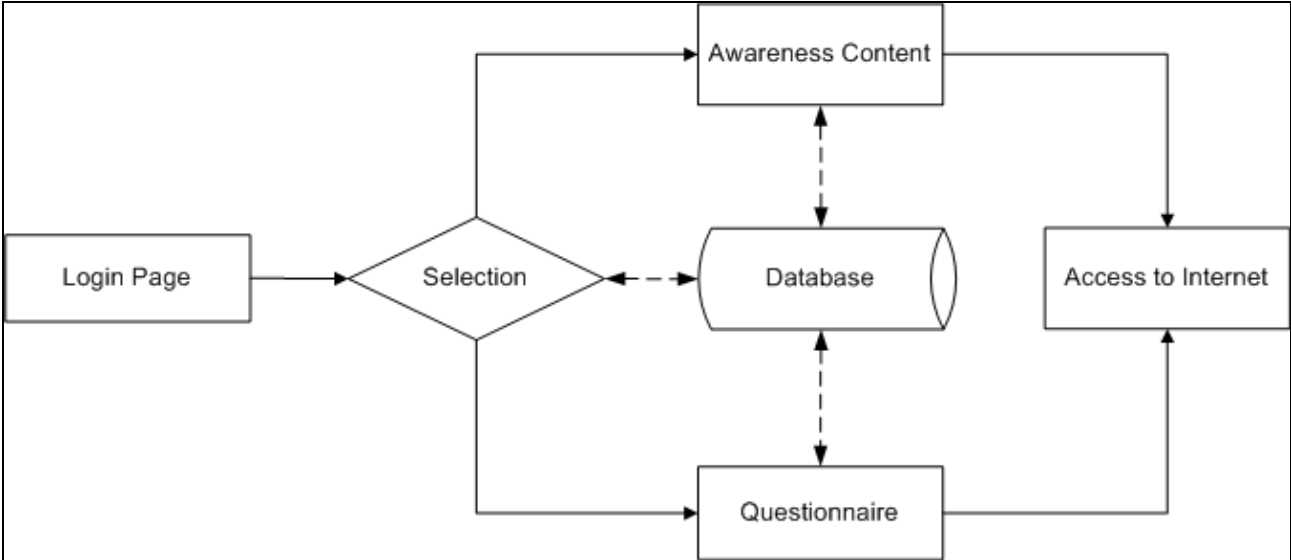 Awareness Content
Login Page
Selection
Database
Access to Internet
Questionnaire